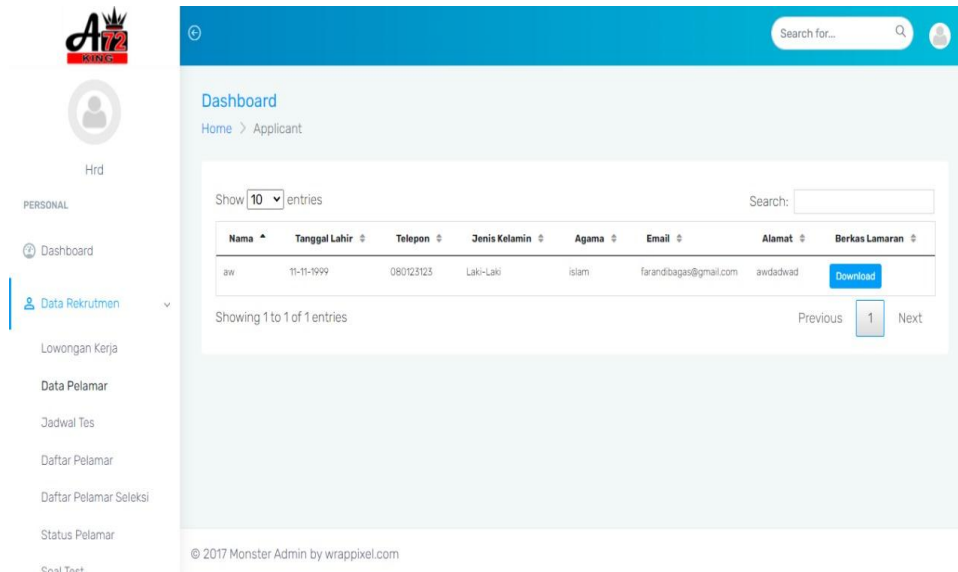 A72
KING
Search for...
Hrd
PERSONAL
Dashboard
Data Rekrutmen
Lowongan Kerja
Data Pelamar
Jadwal Tes
Daftar Pelamar
Daftar Pelamar Seleksi
Status Pelamar
Soal Test
Dashboard
Home > Applicant
Show 10 entries
Search:
Nama Tanggal Lahir Telepon Jenis Kelamin Agama Email Alamat Berkas Lamaran
aw 11-11-1999 080123123 Laki-Laki islam farandibagas@gmail.com awdadwad Download
Showing 1 to 1 of 1 entries
Previous 1 Next
© 2017 Monster Admin by wrappixel.com